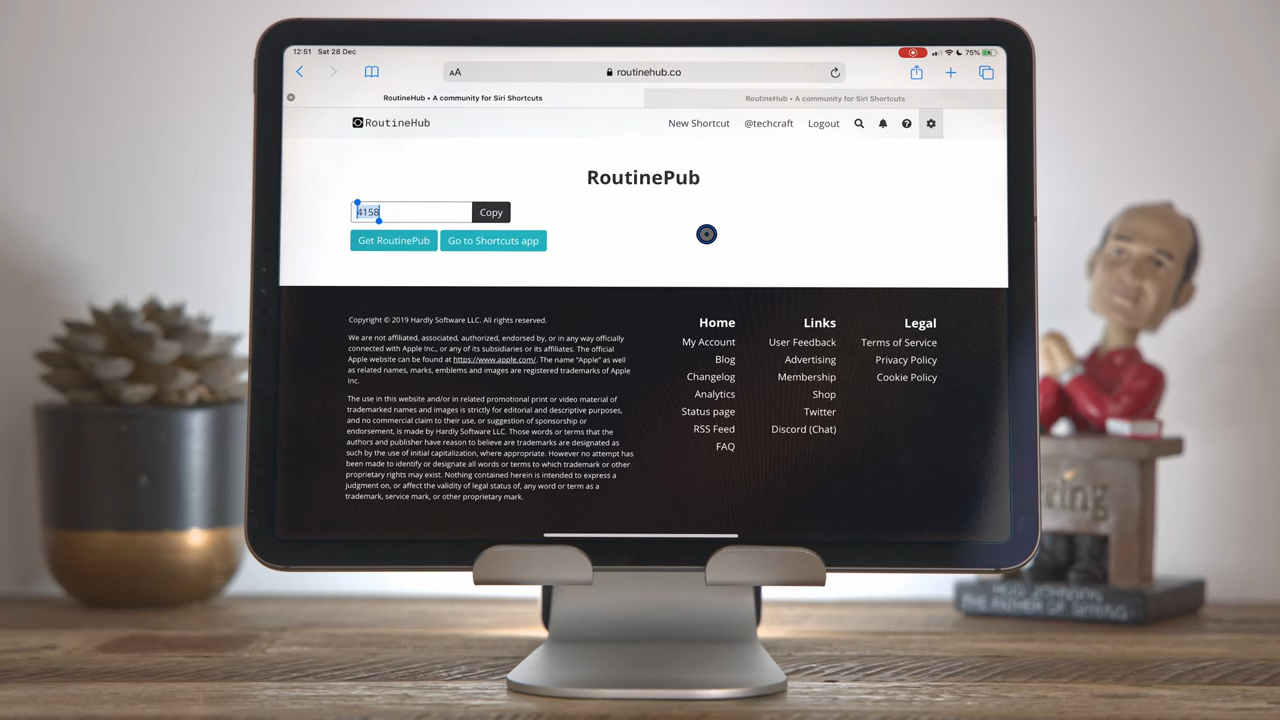 12:51 Sat 28 Dec
75%
AA
routinehub.co
RoutineHub • A community for Siri Shortcuts
RoutineHub • A community for Siri Shortcuts
RoutineHub
New Shortcut @techcraft Logout
RoutinePub
4158 Copy
Get RoutinePub Go to Shortcuts app
Copyright © 2019 Hardly Software LLC. All rights reserved.
We are not affiliated, associated, authorized, endorsed by, or in any way officially
connected with Apple Inc., or any of its subsidiaries or its affiliates. The official
Apple website can be found at https://www.apple.com/. The name “Apple” as well
as related names, marks, emblems and images are registered trademarks of Apple
Inc.
The use in this website and/or in related promotional print or video material of
trademarked names and images is strictly for editorial and descriptive purposes,
and no commercial claim to their use, or suggestion of sponsorship or
endorsement, is made by Hardly Software LLC. Those words or terms that the
authors and publisher have reason to believe are trademarks are designated as
such by the use of initial capitalization, where appropriate. However no attempt has
been made to identify or designate all words or terms to which trademark or other
proprietary rights may exist. Nothing contained herein is intended to express a
judgment on, or affect the validity of legal status of, any word or term as a
trademark, service mark, or other proprietary mark.
Home
My Account
Blog
Changelog
Analytics
Status page
RSS Feed
FAQ
Links
User Feedback
Advertising
Membership
Shop
Twitter
Discord (Chat)
Legal
Terms of Service
Privacy Policy
Cookie Policy
JOHNSON
THE FATHER OF SPRING